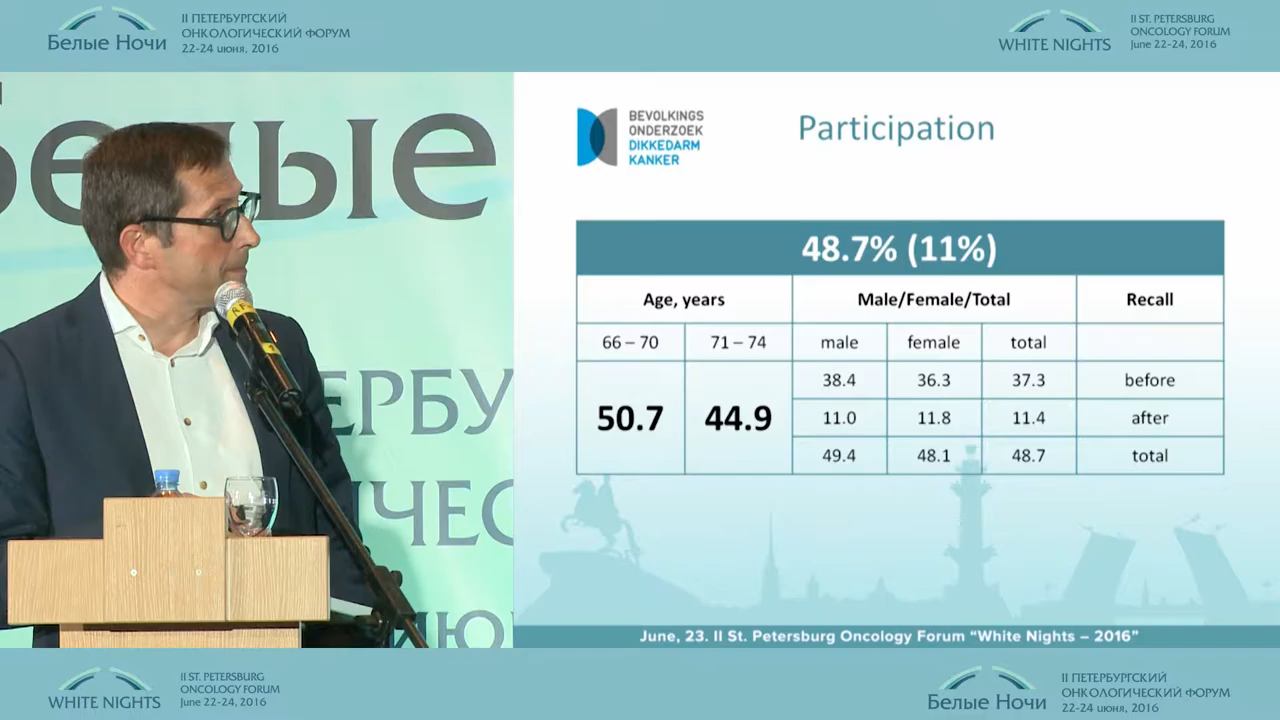 II ПЕТЕРБУРГСКИЙ
ОНКОЛОГИЧЕСКИЙ ФОРУМ
22-24 июня, 2016
Белые Ночи
II ST. PETERSBURG
ONCOLOGY FORUM
June 22-24, 2016
WHITE NIGHTS
Белые
ЕРБУ
ЧЕС
ИЮ
BEVOLKINGS
ONDERZOEK
DIKKEDARM
KANKER
Participation
48.7% (11%)
Age, years Male/Female/Total Recall
66 – 70 71 – 74 male female total
50.7 44.9
38.4 36.3 37.3 before
11.0 11.8 11.4 after
49.4 48.1 48.7 total
June, 23. II St. Petersburg Oncology Forum “White Nights – 2016”
WHITE NIGHTS
II ST. PETERSBURG
ONCOLOGY FORUM
June 22-24, 2016
Белые Ночи
II ПЕТЕРБУРГСКИЙ
ОНКОЛОГИЧЕСКИЙ ФОРУМ
22-24 июня, 2016